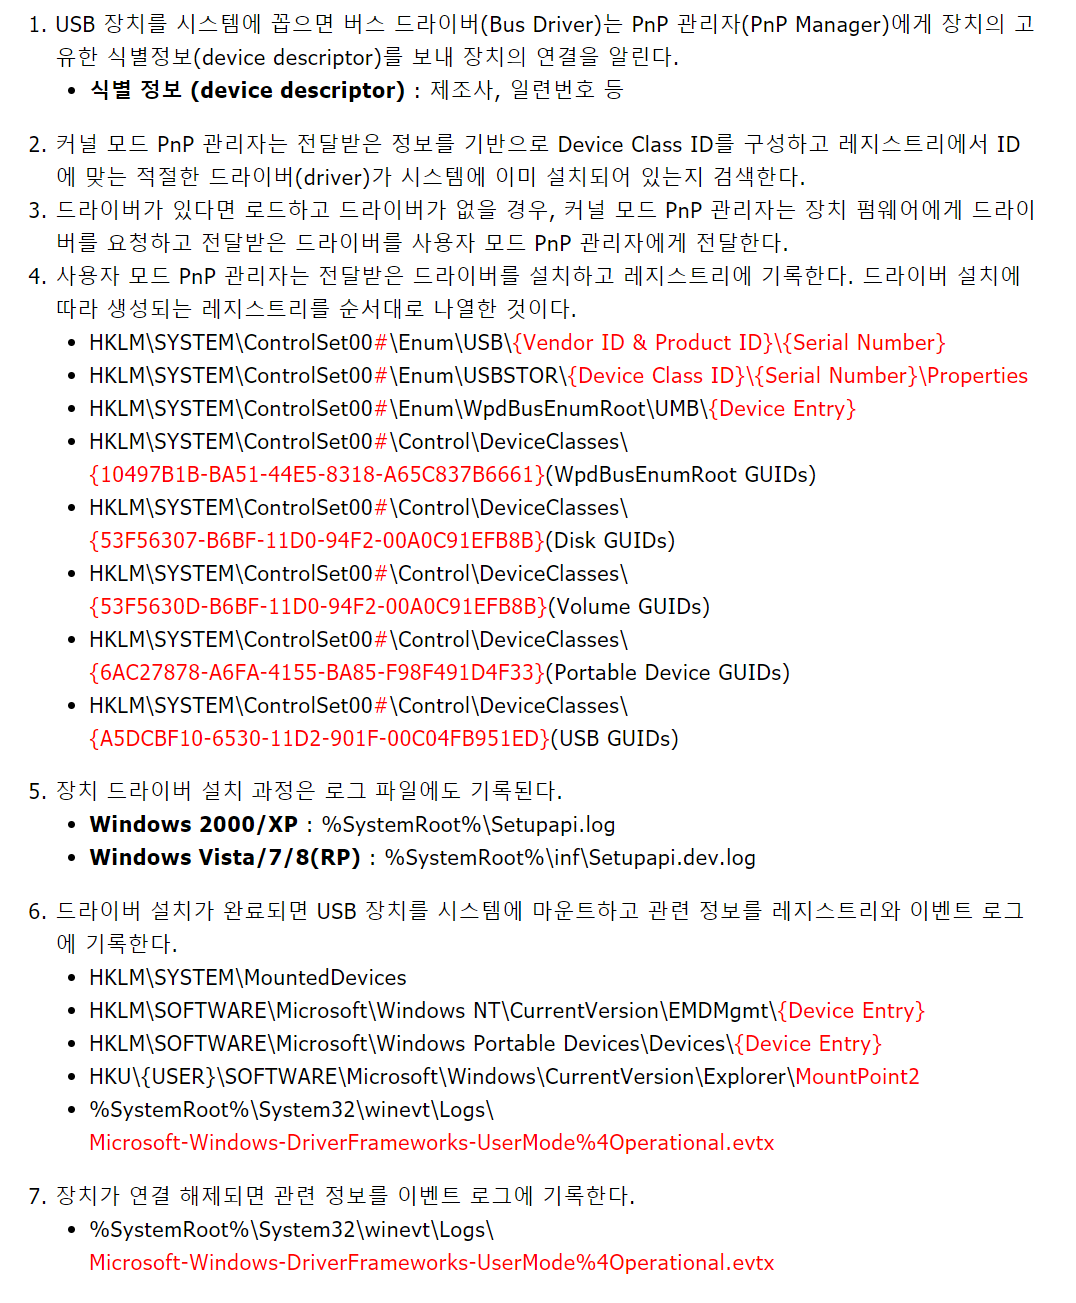 1. USB 장치를 시스템에 꼽으면 버스 드라이버(Bus Driver)는 PnP 관리자(PnP Manager)에게 장치의 고
유한 식별정보(device descriptor)를 보내 장치의 연결을 알린다.
• 식별 정보 (device descriptor) : 제조사, 일련번호 등
2. 커널 모드 PnP 관리자는 전달받은 정보를 기반으로 Device Class ID를 구성하고 레지스트리에서 ID
에 맞는 적절한 드라이버(driver)가 시스템에 이미 설치되어 있는지 검색한다.
3. 드라이버가 있다면 로드하고 드라이버가 없을 경우, 커널 모드 PnP 관리자는 장치 펌웨어에게 드라이
버를 요청하고 전달받은 드라이버를 사용자 모드 PnP 관리자에게 전달한다.
4. 사용자 모드 PnP 관리자는 전달받은 드라이버를 설치하고 레지스트리에 기록한다. 드라이버 설치에
따라 생성되는 레지스트리를 순서대로 나열한 것이다.
• HKLM\SYSTEM\ControlSet00#\Enum\USB\{Vendor ID & Product ID}\{Serial Number}
• HKLM\SYSTEM\ControlSet00#\Enum\USBSTOR\{Device Class ID}\{Serial Number}\Properties
• HKLM\SYSTEM\ControlSet00#\Enum\WpdBusEnumRoot\UMB\{Device Entry}
• HKLM\SYSTEM\ControlSet00#\Control\DeviceClasses\
{10497B1B-BA51-44E5-8318-A65C837B6661}(WpdBusEnumRoot GUIDs)
• HKLM\SYSTEM\ControlSet00#\Control\DeviceClasses\
{53F56307-B6BF-11D0-94F2-00A0C91EFB8B}(Disk GUIDs)
• HKLM\SYSTEM\ControlSet00#\Control\DeviceClasses\
{53F5630D-B6BF-11D0-94F2-00A0C91EFB8B}(Volume GUIDs)
• HKLM\SYSTEM\ControlSet00#\Control\DeviceClasses\
{6AC27878-A6FA-4155-BA85-F98F491D4F33}(Portable Device GUIDs)
• HKLM\SYSTEM\ControlSet00#\Control\DeviceClasses\
{A5DCBF10-6530-11D2-901F-00C04FB951ED}(USB GUIDs)
5. 장치 드라이버 설치 과정은 로그 파일에도 기록된다.
• Windows 2000/XP : %SystemRoot%\Setupapi.log
• Windows Vista/7/8(RP) : %SystemRoot%\inf\Setupapi.dev.log
6. 드라이버 설치가 완료되면 USB 장치를 시스템에 마운트하고 관련 정보를 레지스트리와 이벤트 로그
에 기록한다.
• HKLM\SYSTEM\MountedDevices
• HKLM\SOFTWARE\Microsoft\Windows NT\CurrentVersion\EMDMgmt\{Device Entry}
• HKLM\SOFTWARE\Microsoft\Windows Portable Devices\Devices\{Device Entry}
• HKU\{USER}\SOFTWARE\Microsoft\Windows\CurrentVersion\Explorer\MountPoint2
• %SystemRoot%\System32\winevt\Logs\
Microsoft-Windows-DriverFrameworks-UserMode%4Operational.evtx
7. 장치가 연결 해제되면 관련 정보를 이벤트 로그에 기록한다.
• %SystemRoot%\System32\winevt\Logs\
Microsoft-Windows-DriverFrameworks-UserMode%4Operational.evtx